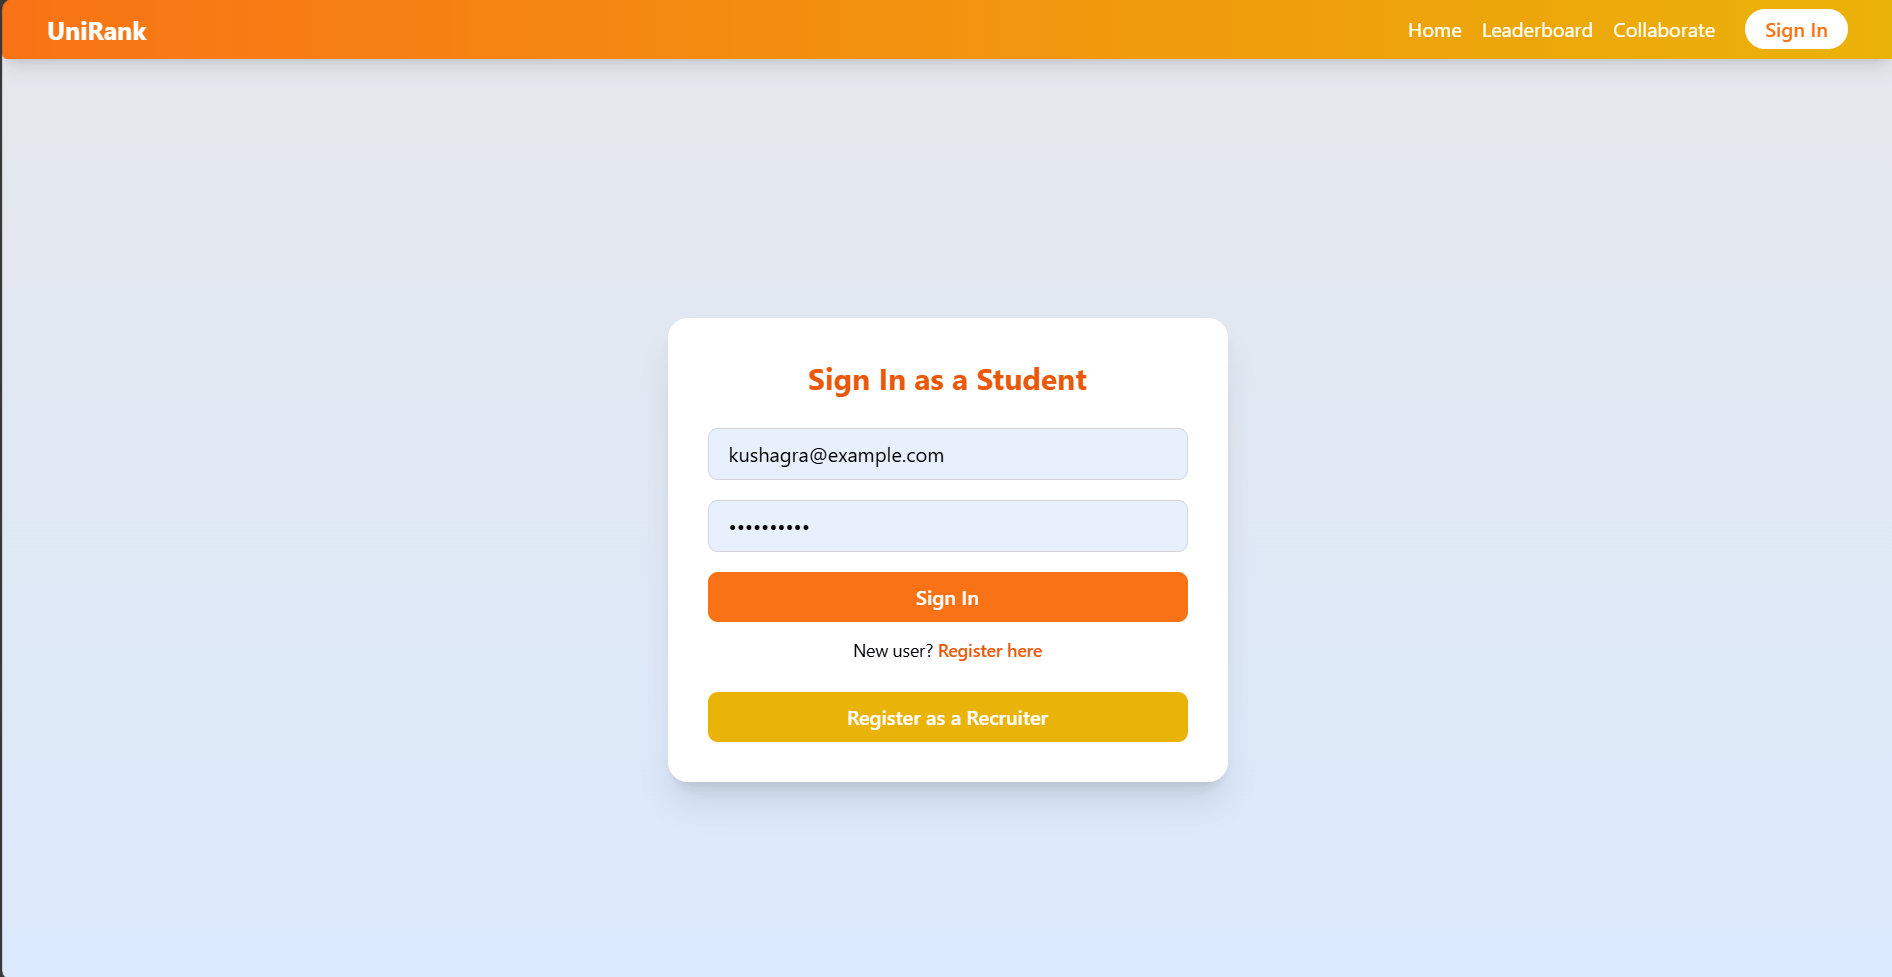 UniRank
Home Leaderboard Collaborate Sign In
Sign In as a Student
kushagra@example.com
••••••••••
Sign In
New user? Register here
Register as a Recruiter